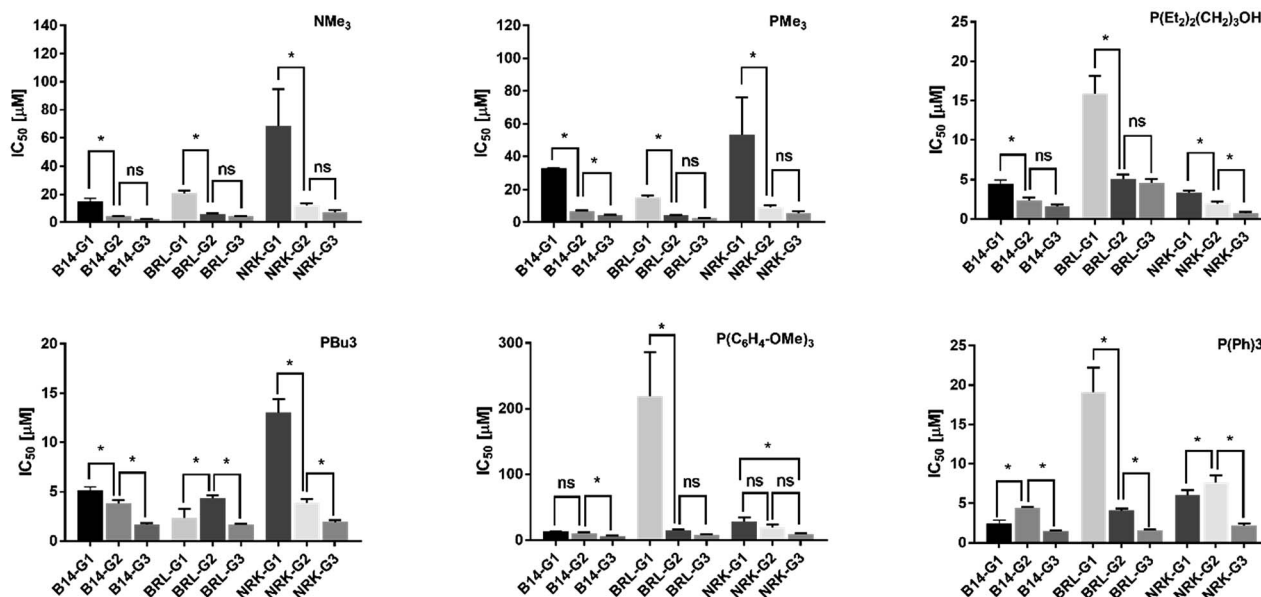 NMe₃
IC₅₀ [μM]
140
120
100
80
60
40
20
0
*
ns
*
ns
*
ns
B14-G1
B14-G2
B14-G3
BRL-G1
BRL-G2
BRL-G3
NRK-G1
NRK-G2
NRK-G3
PMe₃
IC₅₀ [μM]
120
100
80
60
40
20
0
*
*
*
ns
*
ns
B14-G1
B14-G2
B14-G3
BRL-G1
BRL-G2
BRL-G3
NRK-G1
NRK-G2
NRK-G3
P(Et₂)₂(CH₂)₃OH
IC₅₀ [μM]
25
20
15
10
5
0
*
ns
*
ns
*
*
B14-G1
B14-G2
B14-G3
BRL-G1
BRL-G2
BRL-G3
NRK-G1
NRK-G2
NRK-G3
PBu3
IC₅₀ [μM]
20
15
10
5
0
*
*
*
*
*
*
B14-G1
B14-G2
B14-G3
BRL-G1
BRL-G2
BRL-G3
NRK-G1
NRK-G2
NRK-G3
P(C₆H₄-OMe)₃
IC₅₀ [μM]
300
200
100
0
ns
*
*
ns
*
ns
ns
B14-G1
B14-G2
B14-G3
BRL-G1
BRL-G2
BRL-G3
NRK-G1
NRK-G2
NRK-G3
P(Ph)3
IC₅₀ [μM]
25
20
15
10
5
0
*
*
*
*
*
*
B14-G1
B14-G2
B14-G3
BRL-G1
BRL-G2
BRL-G3
NRK-G1
NRK-G2
NRK-G3